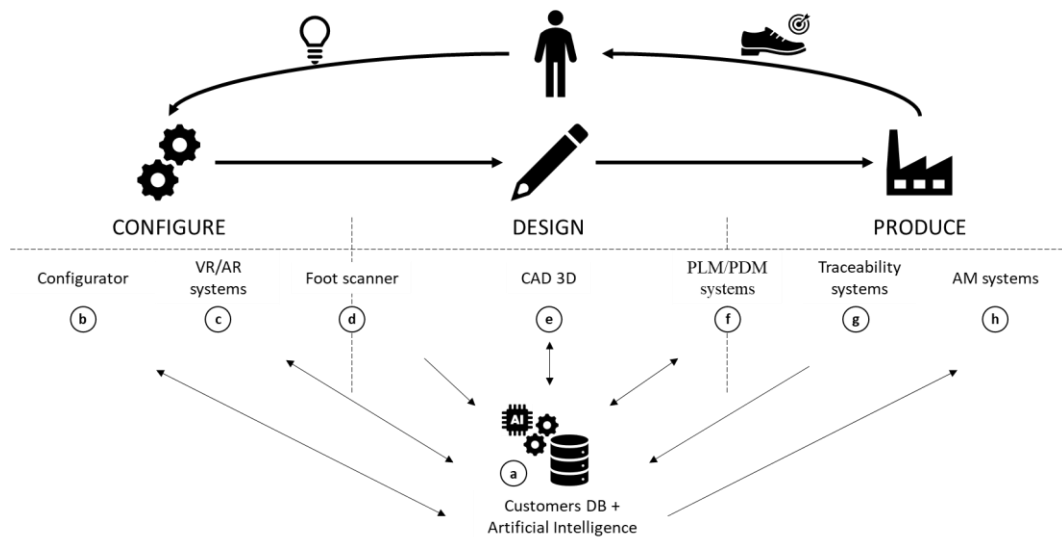 CONFIGURE
DESIGN
PRODUCE
Configurator
VR/AR
systems
Foot scanner
CAD 3D
PLM/PDM
systems
Traceability
systems
AM systems
b
c
d
e
f
g
h
AI
a
Customers DB +
Artificial Intelligence